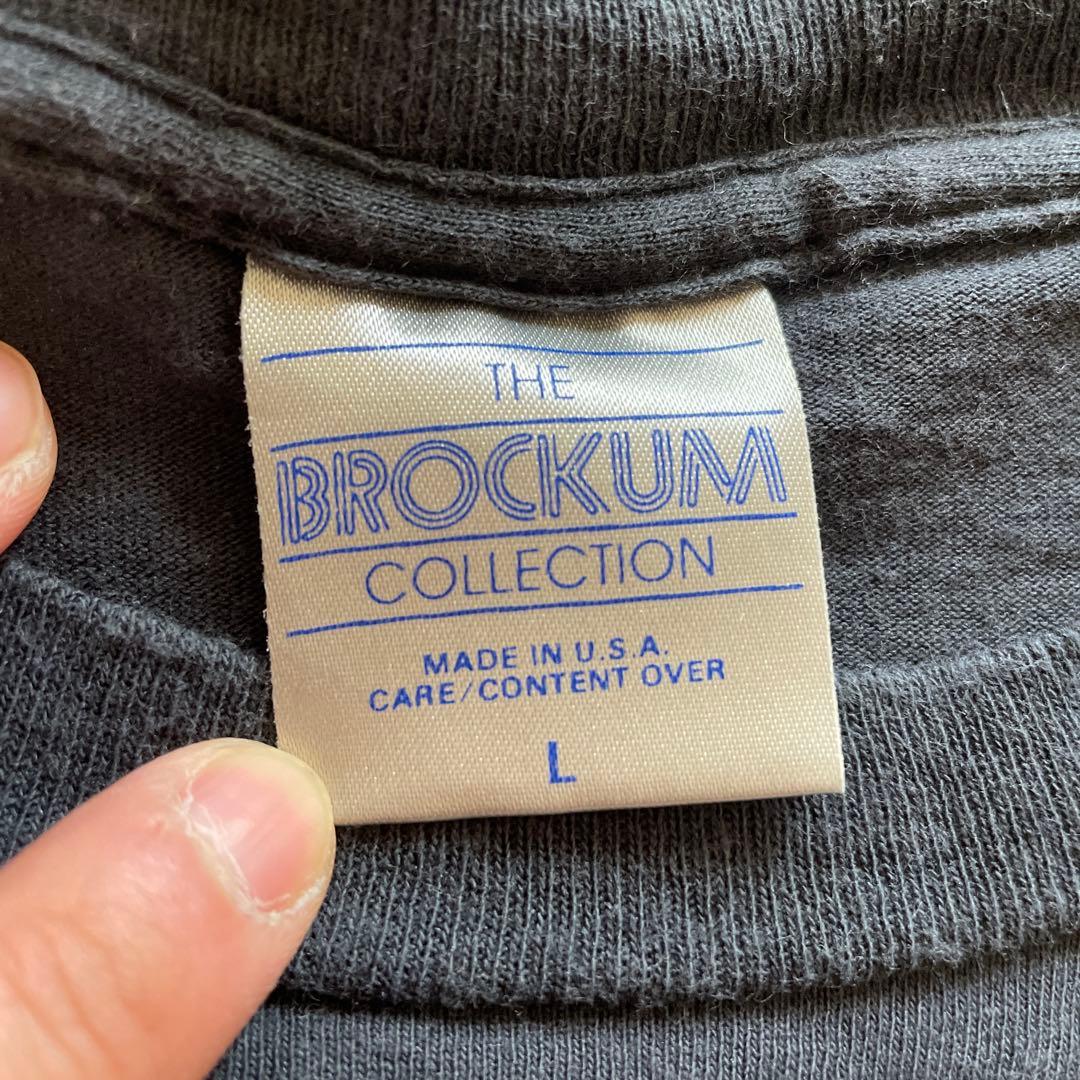 THE
BROCKUM
COLLECTION
MADE IN U.S.A.
CARE/CONTENT OVER
L